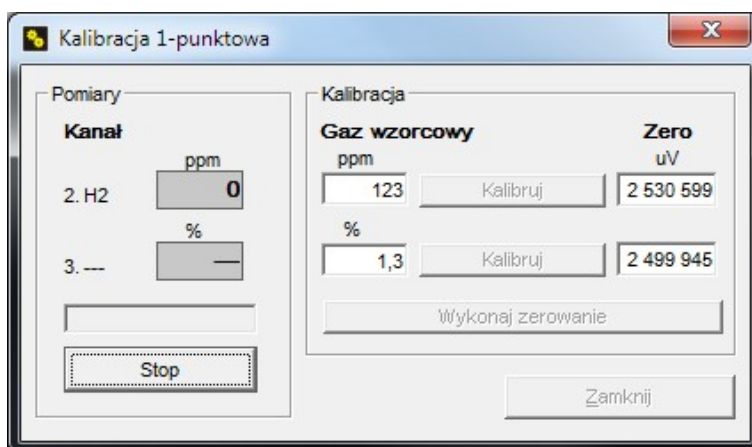 Kalibracja 1-punktowa
Pomiary
Kanał
ppm
2. H2 0
%
3. --- —
Stop
Kalibracja
Gaz wzorcowy Zero
ppm uV
123 Kalibruj 2 530 599
%
1,3 Kalibruj 2 499 945
Wykonaj zerowanie
Zamknij